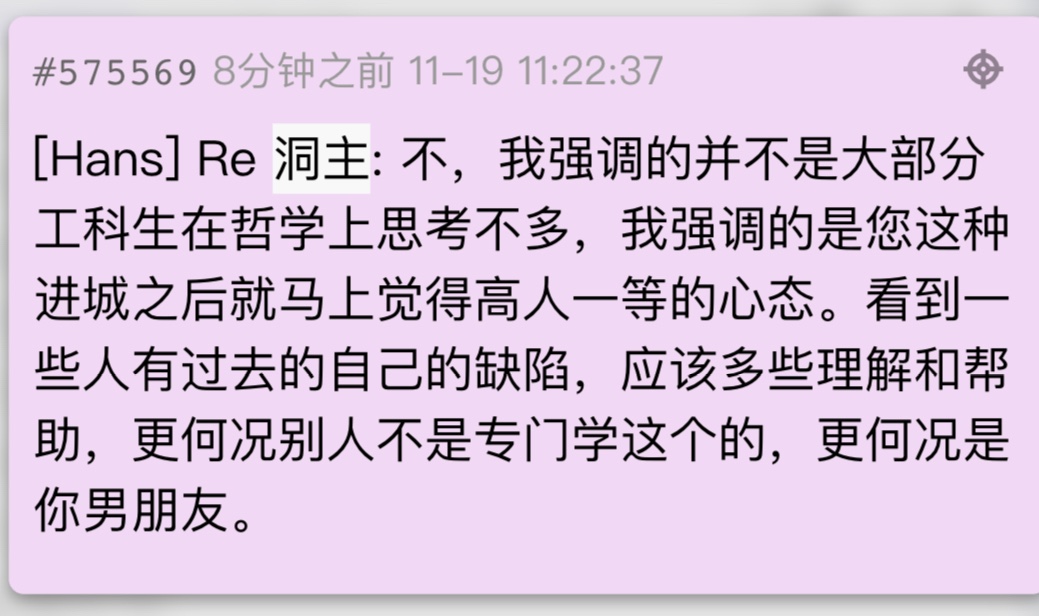 #575569 8分钟之前 11-19 11:22:37
[Hans] Re 洞主: 不，我强调的并不是大部分
工科生在哲学上思考不多，我强调的是您这种
进城之后就马上觉得高人一等的心态。看到一
些人有过去的自己的缺陷，应该多些理解和帮
助，更何况别人不是专门学这个的，更何况是
你男朋友。